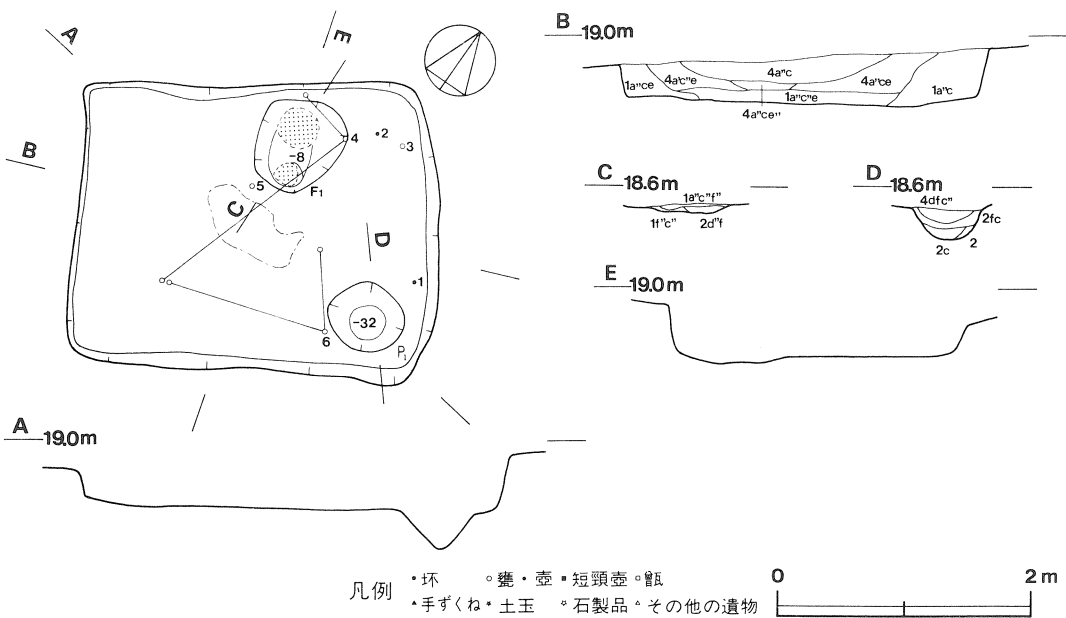 A
E
B
C
D
4
2
3
-8
5
F₁
1
-32
6
P₁
B 19.0m
4a"c
4a'c"e
4a"ce
1a"ce
1a"c"e
1a"c
4a"ce"
C 18.6m
1a"c"f"
1f"c"
2d"f
D 18.6m
4dfc"
2fc
2c
2
E 19.0m
A 19.0m
凡例 •坏 ○甕・壺 ▪短頸壺 □甑
▴手ずくね ★土玉 ☆石製品 △その他の遺物
0 2m